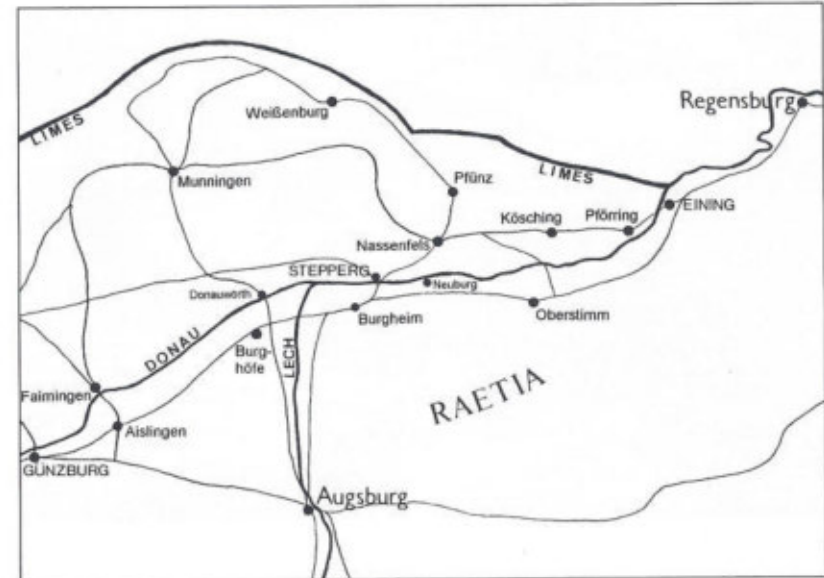 Regensburg
Weißenburg
LIMES
Munningen
Pfünz
LIMES
Kösching
Pförring
EINING
Nassenfels
STEPPERG
Neuburg
Donauwörth
Burgheim
Oberstimm
DONAU
Burg-
höfe
LECH
RAETIA
Faimingen
Aislingen
GÜNZBURG
Augsburg